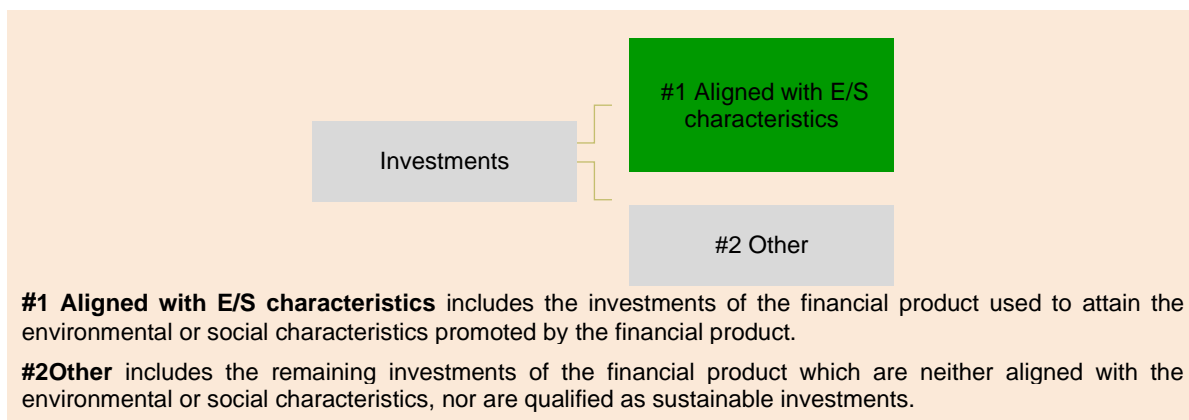 #1 Aligned with E/S
characteristics
Investments
#2 Other
#1 Aligned with E/S characteristics includes the investments of the financial product used to attain the
environmental or social characteristics promoted by the financial product.
#2Other includes the remaining investments of the financial product which are neither aligned with the
environmental or social characteristics, nor are qualified as sustainable investments.